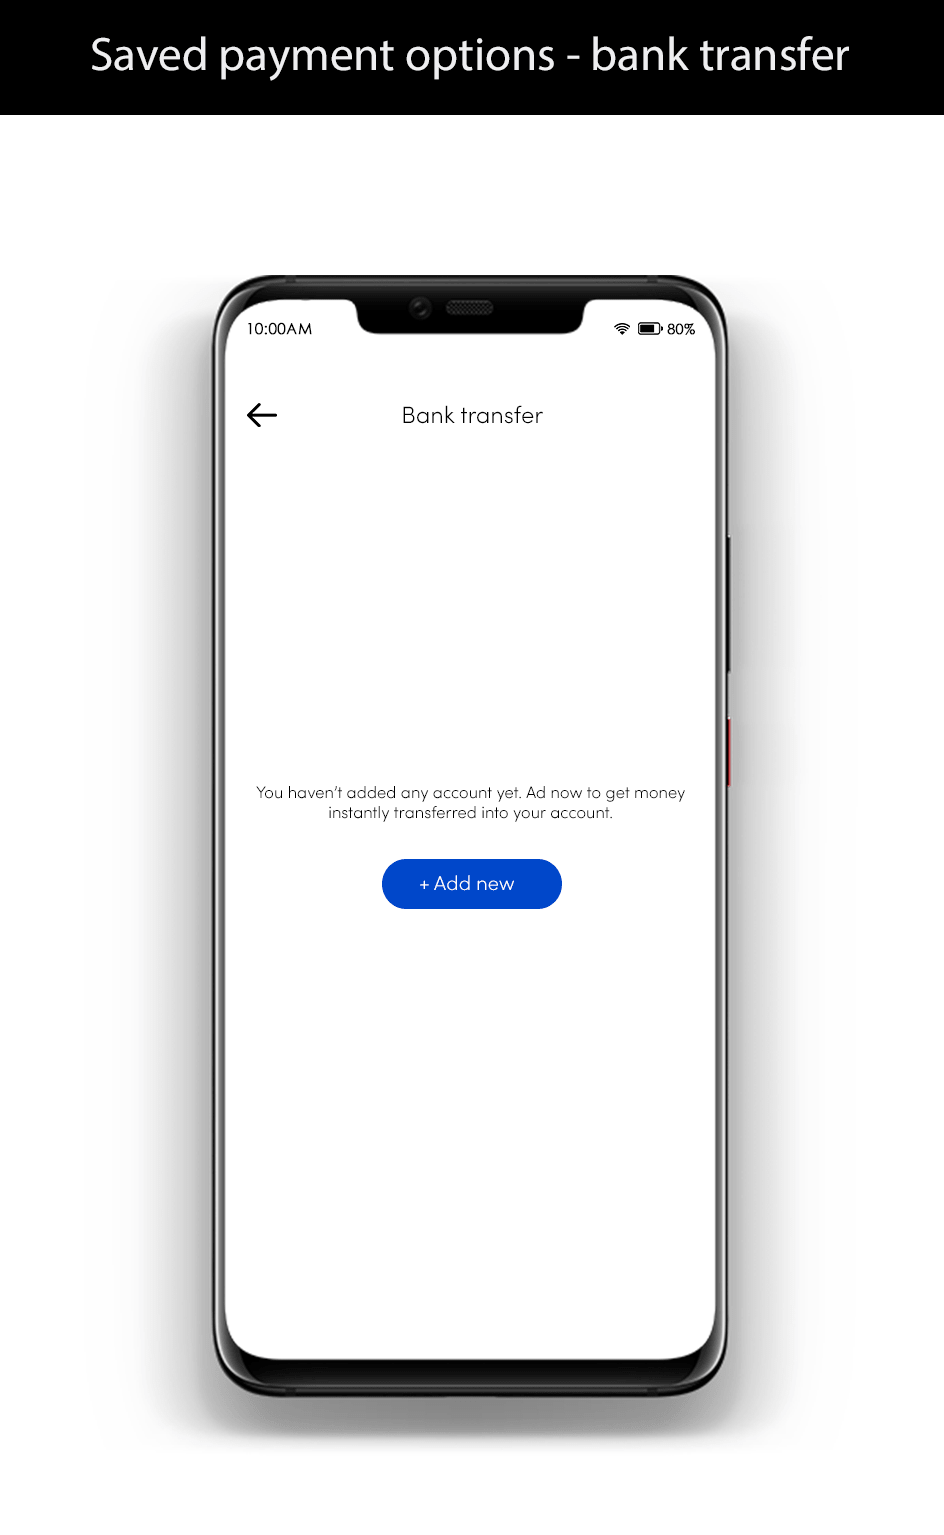 Saved payment options - bank transfer
10:00AM 80%
Bank transfer
You haven't added any account yet. Ad now to get money
instantly transferred into your account.
+ Add new